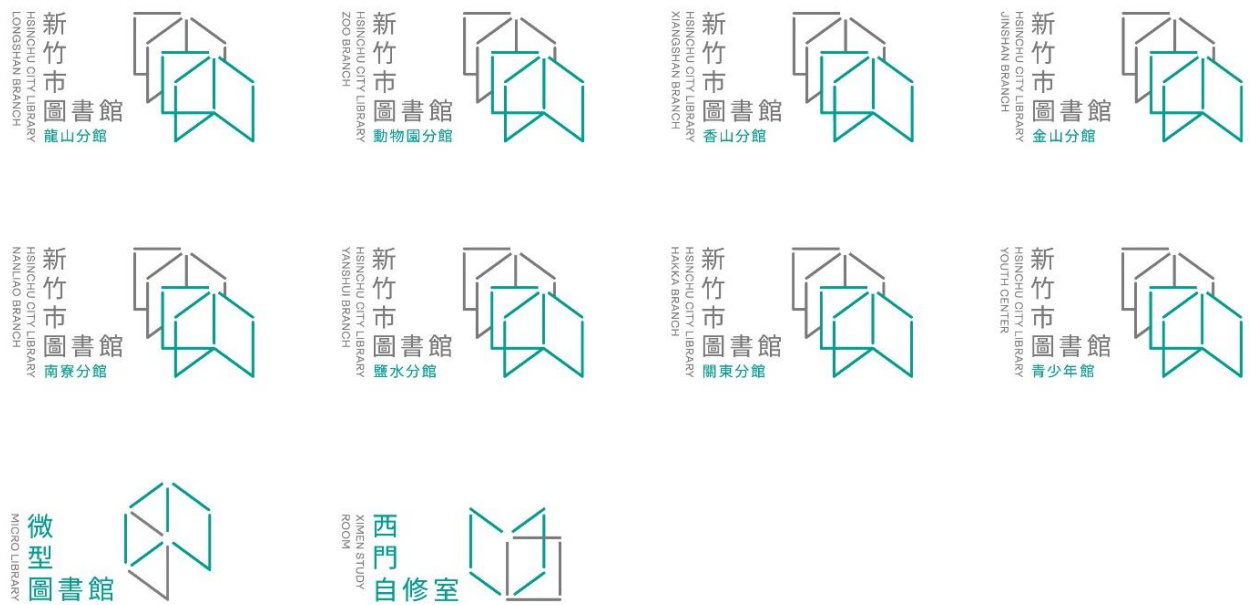 HSINCHU CITY LIBRARY
LONGSHAN BRANCH
新
竹
市
圖書館
龍山分館
HSINCHU CITY LIBRARY
ZOO BRANCH
新
竹
市
圖書館
動物園分館
HSINCHU CITY LIBRARY
XIANGSHAN BRANCH
新
竹
市
圖書館
香山分館
HSINCHU CITY LIBRARY
JINSHAN BRANCH
新
竹
市
圖書館
金山分館
HSINCHU CITY LIBRARY
NANLIAO BRANCH
新
竹
市
圖書館
南寮分館
HSINCHU CITY LIBRARY
YANSHUI BRANCH
新
竹
市
圖書館
鹽水分館
HSINCHU CITY LIBRARY
HAKKA BRANCH
新
竹
市
圖書館
關東分館
HSINCHU CITY LIBRARY
YOUTH CENTER
新
竹
市
圖書館
青少年館
MICRO LIBRARY
微
型
圖書館
XIMEN STUDY
ROOM
西
門
自修室